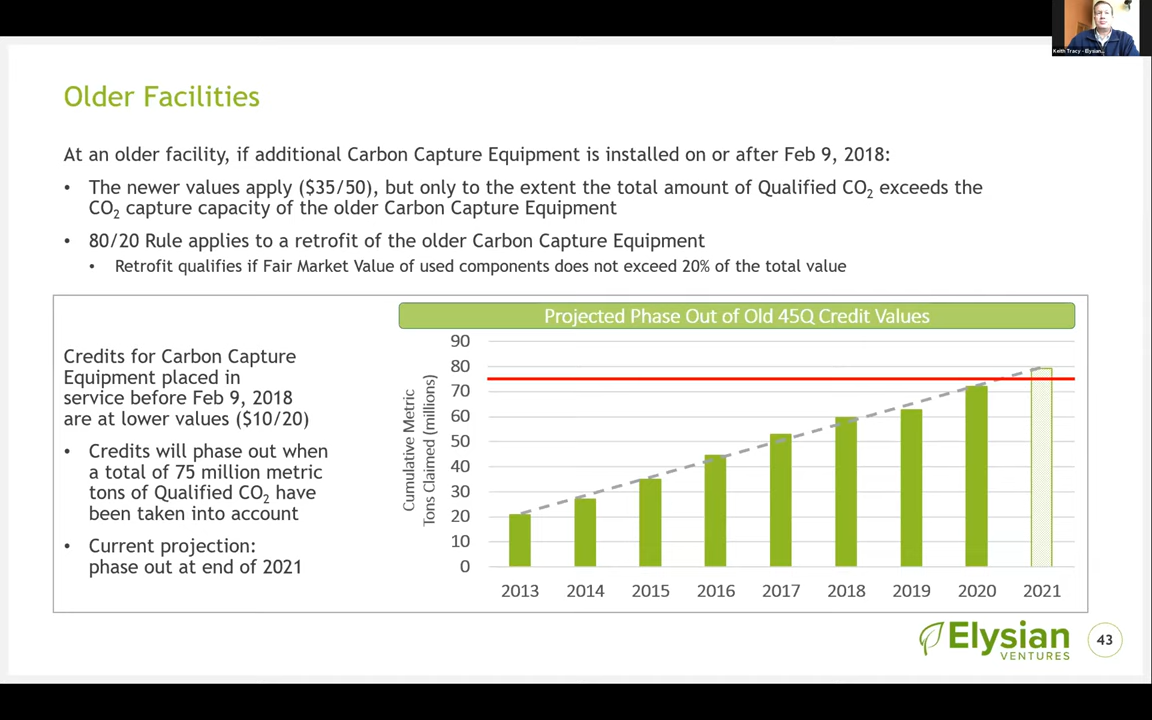 Keith Tracy - Elysian...
Older Facilities
At an older facility, if additional Carbon Capture Equipment is installed on or after Feb 9, 2018:
• The newer values apply ($35/50), but only to the extent the total amount of Qualified CO₂ exceeds the
CO₂ capture capacity of the older Carbon Capture Equipment
• 80/20 Rule applies to a retrofit of the older Carbon Capture Equipment
• Retrofit qualifies if Fair Market Value of used components does not exceed 20% of the total value
Credits for Carbon Capture
Equipment placed in
service before Feb 9, 2018
are at lower values ($10/20)
• Credits will phase out when
a total of 75 million metric
tons of Qualified CO₂ have
been taken into account
• Current projection:
phase out at end of 2021
Projected Phase Out of Old 45Q Credit Values
Cumulative Metric
Tons Claimed (millions)
90
80
70
60
50
40
30
20
10
0
2013 2014 2015 2016 2017 2018 2019 2020 2021
Elysian
VENTURES
43